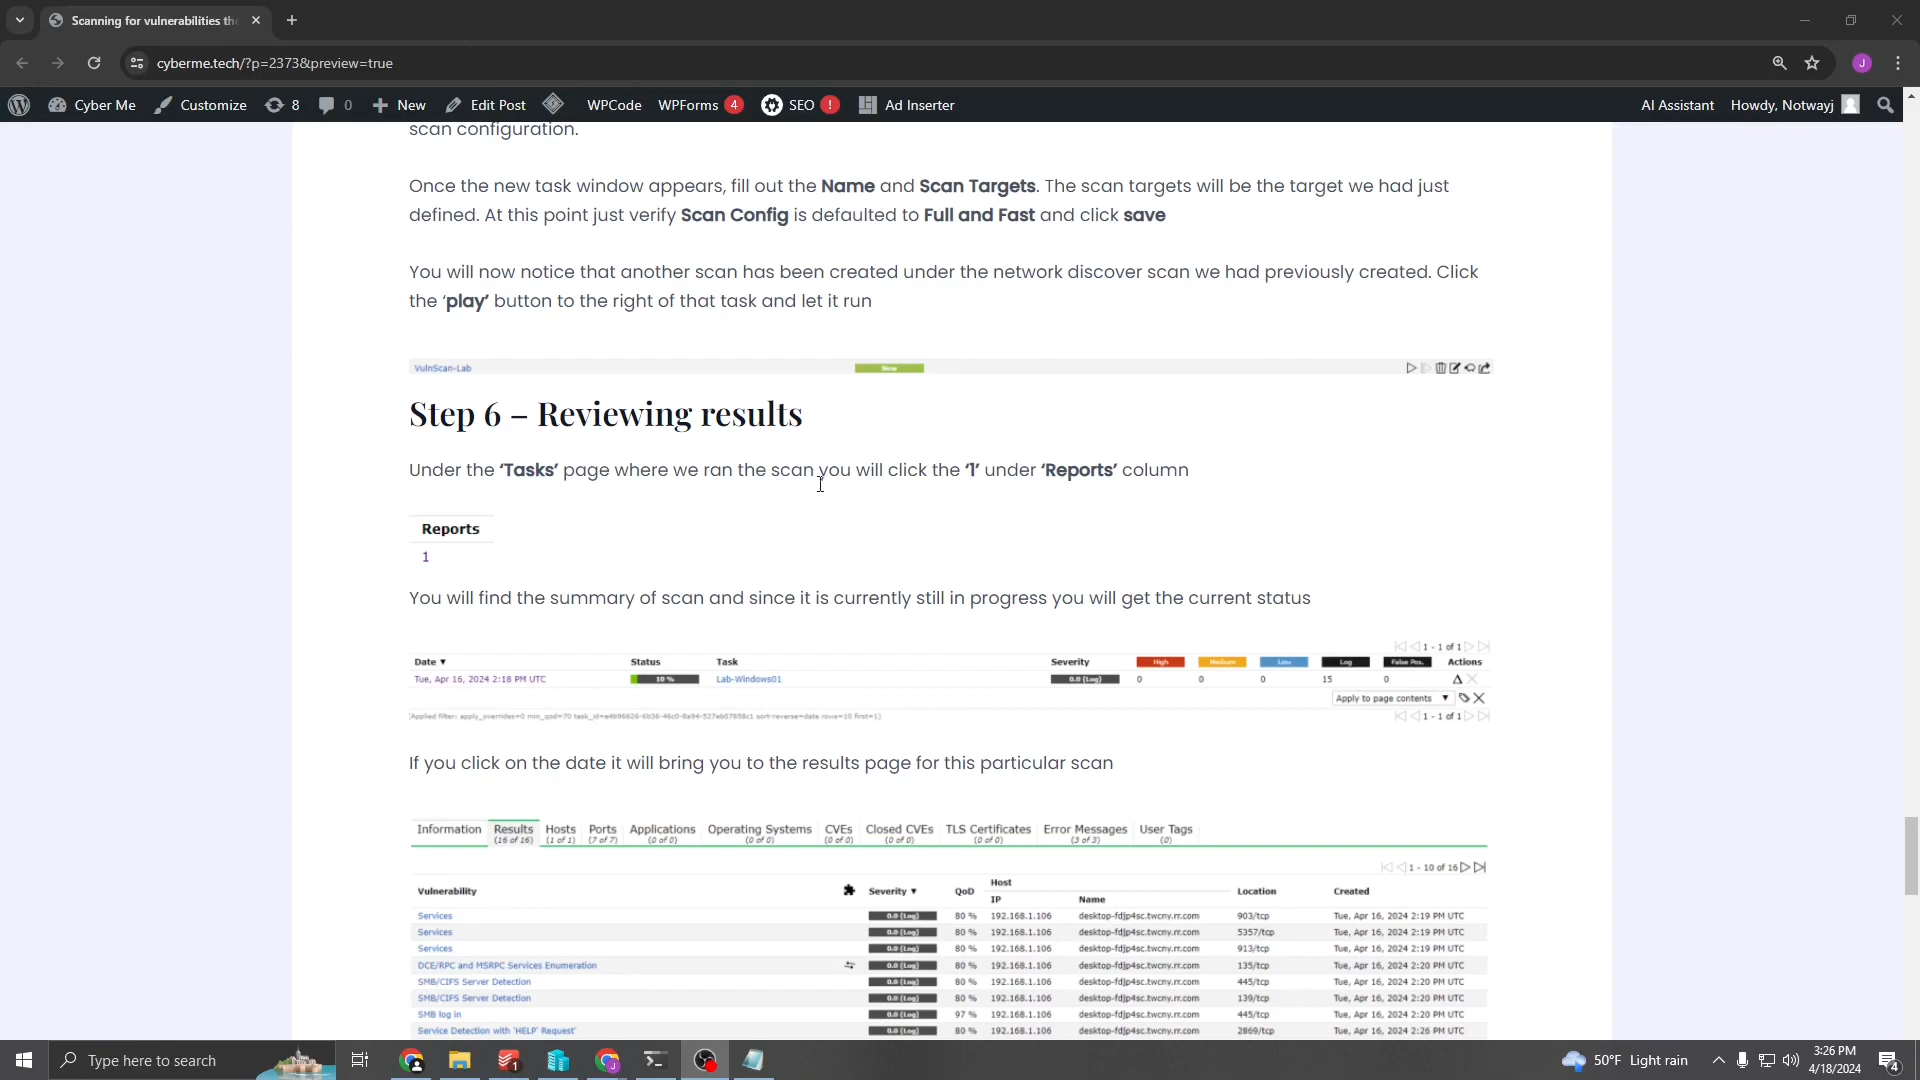 Scanning for vulnerabilities th
cyberme.tech/?p=2373&preview=true
J
Cyber Me Customize 8 0 New Edit Post WPCode WPForms 4 SEO ! Ad Inserter AI Assistant Howdy, Notwayj
scan configuration.
Once the new task window appears, fill out the Name and Scan Targets. The scan targets will be the target we had just
defined. At this point just verify Scan Config is defaulted to Full and Fast and click save
You will now notice that another scan has been created under the network discover scan we had previously created. Click
the ‘play’ button to the right of that task and let it run
VulnScan-Lab New
Step 6 – Reviewing results
Under the ‘Tasks’ page where we ran the scan you will click the ‘1’ under ‘Reports’ column
Reports
1
You will find the summary of scan and since it is currently still in progress you will get the current status
1 - 1 of 1
Date ▼ Status Task Severity High Medium Low Log False Pos. Actions
Tue, Apr 16, 2024 2:18 PM UTC 10 % Lab-Windows01 0.0 (Log) 0 0 0 15 0
Apply to page contents ▼
1 - 1 of 1
If you click on the date it will bring you to the results page for this particular scan
Information Results Hosts Ports Applications Operating Systems CVEs Closed CVEs TLS Certificates Error Messages User Tags
(16 of 16) (1 of 1) (7 of 7) (0 of 0) (0 of 0) (0 of 0) (0 of 0) (0 of 0) (3 of 3) (0)
1 - 10 of 16
Vulnerability Severity ▼ QoD Host Location Created
IP Name
Services 0.0 (Log) 80 % 192.168.1.106 desktop-fdjp4sc.twcny.rr.com 903/tcp Tue, Apr 16, 2024 2:19 PM UTC
Services 0.0 (Log) 80 % 192.168.1.106 desktop-fdjp4sc.twcny.rr.com 5357/tcp Tue, Apr 16, 2024 2:19 PM UTC
Services 0.0 (Log) 80 % 192.168.1.106 desktop-fdjp4sc.twcny.rr.com 913/tcp Tue, Apr 16, 2024 2:19 PM UTC
DCE/RPC and MSRPC Services Enumeration 0.0 (Log) 80 % 192.168.1.106 desktop-fdjp4sc.twcny.rr.com 135/tcp Tue, Apr 16, 2024 2:20 PM UTC
SMB/CIFS Server Detection 0.0 (Log) 80 % 192.168.1.106 desktop-fdjp4sc.twcny.rr.com 445/tcp Tue, Apr 16, 2024 2:20 PM UTC
SMB/CIFS Server Detection 0.0 (Log) 80 % 192.168.1.106 desktop-fdjp4sc.twcny.rr.com 139/tcp Tue, Apr 16, 2024 2:20 PM UTC
SMB log in 0.0 (Log) 97 % 192.168.1.106 desktop-fdjp4sc.twcny.rr.com 445/tcp Tue, Apr 16, 2024 2:20 PM UTC
Service Detection with 'HELP' Request' 0.0 (Log) 80 % 192.168.1.106 desktop-fdjp4sc.twcny.rr.com 2869/tcp Tue, Apr 16, 2024 2:26 PM UTC
Type here to search 1 J 50°F Light rain 3:26 PM
4/18/2024 4